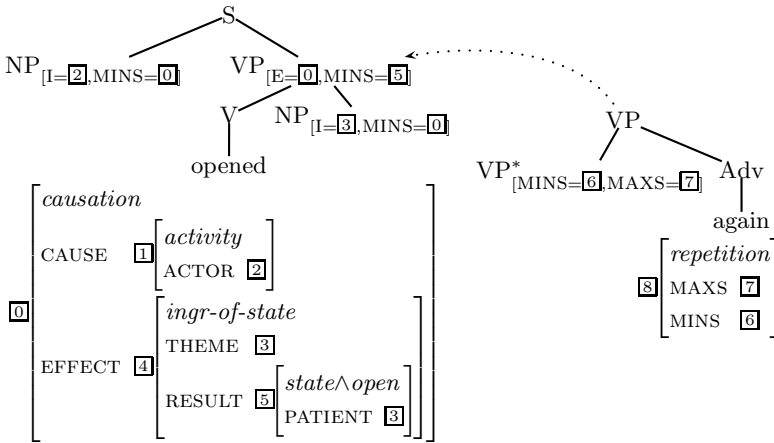 S
NP[I=2,MINS=0] VP[E=0,MINS=5]
V NP[I=3,MINS=0] VP
opened VP*[MINS=6,MAXS=7] Adv
again
0 causation
CAUSE 1 activity
ACTOR 2
EFFECT 4 ingr-of-state
THEME 3
RESULT 5 state∧open
PATIENT 3
8 repetition
MAXS 7
MINS 6